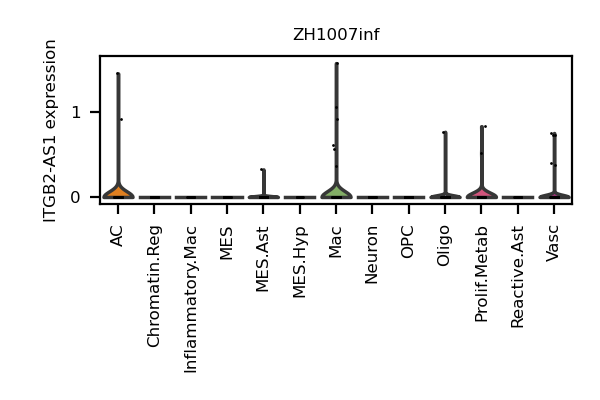 ZH1007inf
ITGB2-AS1 expression
1
0
AC
Chromatin.Reg
Inflammatory.Mac
MES
MES.Ast
MES.Hyp
Mac
Neuron
OPC
Oligo
Prolif.Metab
Reactive.Ast
Vasc